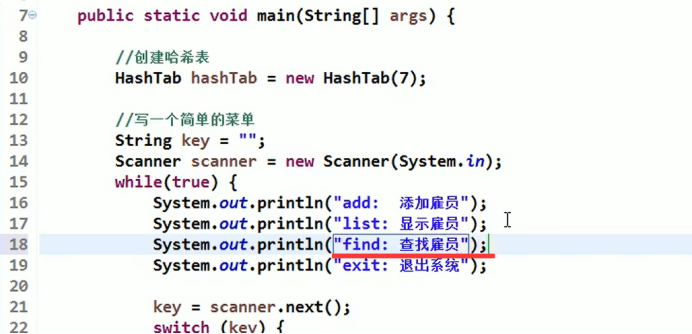 7 public static void main(String[] args) {
8
9 //创建哈希表
10 HashTab hashTab = new HashTab(7);
11
12 //写一个简单的菜单
13 String key = "";
14 Scanner scanner = new Scanner(System.in);
15 while(true) {
16 System.out.println("add:  添加雇员");
17 System.out.println("list: 显示雇员");
18 System.out.println("find: 查找雇员");
19 System.out.println("exit: 退出系统");
20
21 key = scanner.next();
22 switch (key) {